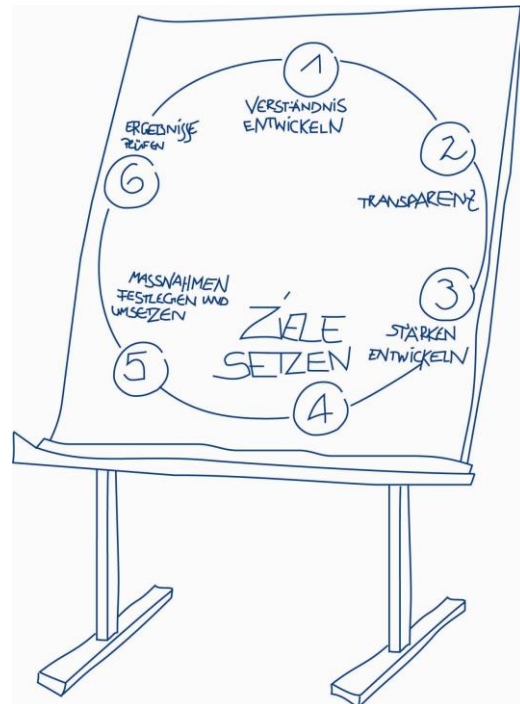 1
VERSTÄNDNIS
ENTWICKELN
2
TRANSPARENZ
3
STÄRKEN
ENTWICKELN
ZIELE
SETZEN
4
MASSNAHMEN
FESTLEGEN UND
UMSETZEN
5
ERGEBNISSE
PRÜFEN
6